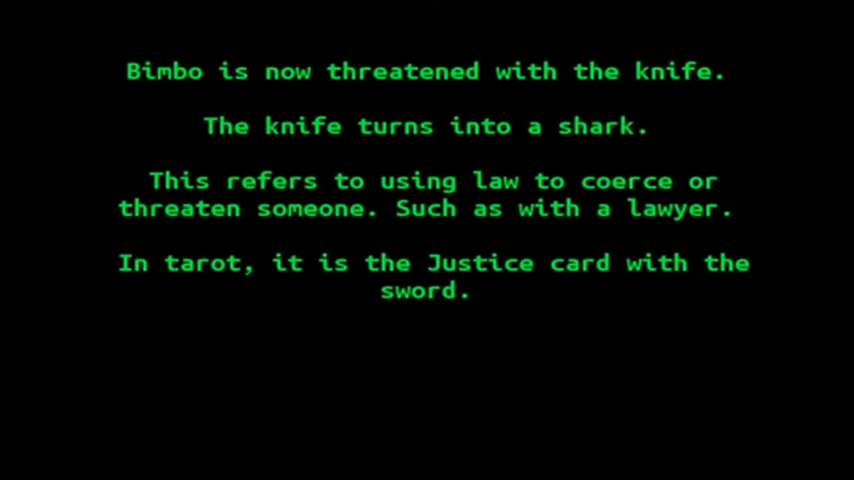 Bimbo is now threatened with the knife.
The knife turns into a shark.
This refers to using law to coerce or
threaten someone. Such as with a lawyer.
In tarot, it is the Justice card with the
sword.